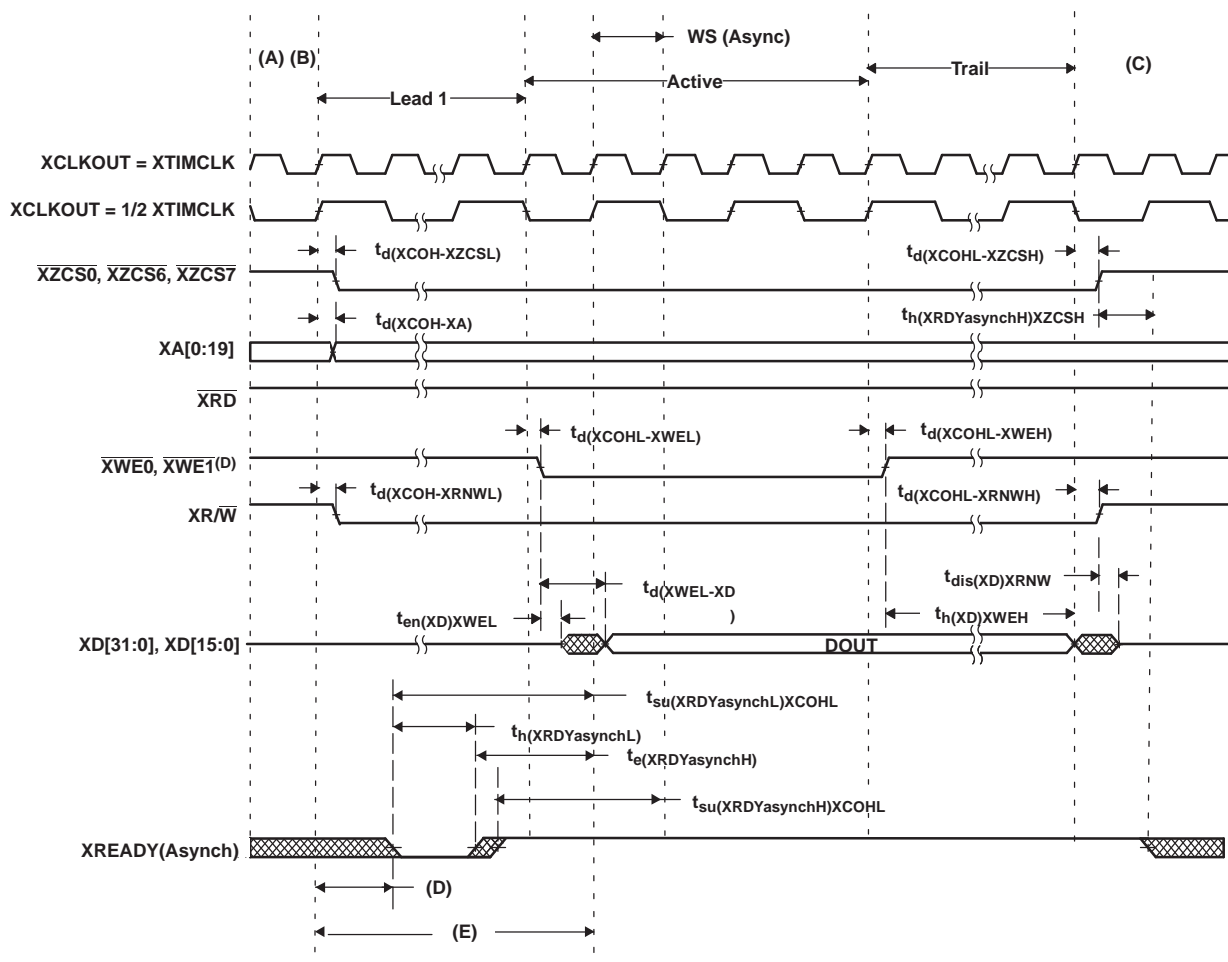 WS (Async)
(A) (B)
(C)
Trail
Active
Lead 1
XCLKOUT = XTIMCLK
XCLKOUT = 1/2 XTIMCLK
td(XCOH-XZCSL)
td(XCOHL-XZCSH)
XZCS0, XZCS6, XZCS7
td(XCOH-XA)
th(XRDYasynchH)XZCSH
XA[0:19]
XRD
td(XCOHL-XWEL)
td(XCOHL-XWEH)
XWE0, XWE1(D)
td(XCOH-XRNWL)
td(XCOHL-XRNWH)
XR/W
tdis(XD)XRNW
td(XWEL-XD
)
ten(XD)XWEL
th(XD)XWEH
XD[31:0], XD[15:0]
DOUT
tsu(XRDYasynchL)XCOHL
th(XRDYasynchL)
te(XRDYasynchH)
tsu(XRDYasynchH)XCOHL
XREADY(Asynch)
(D)
(E)